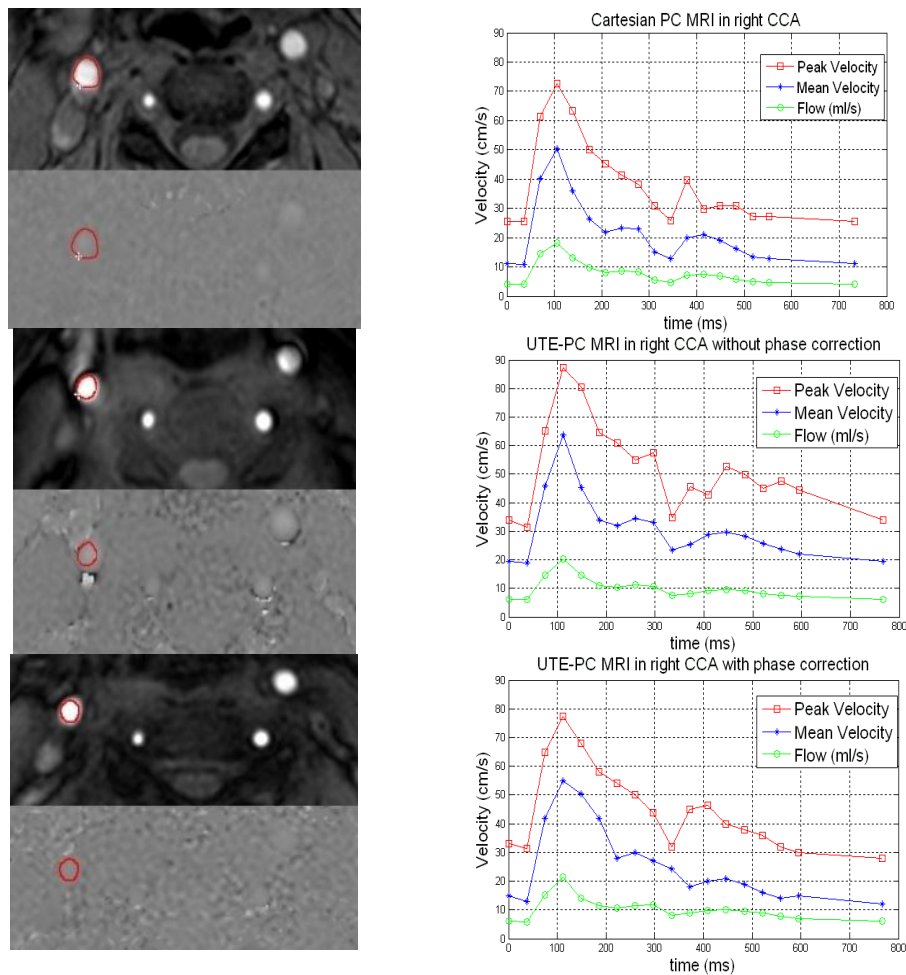 Cartesian PC MRI in right CCA
90
80
70
60
50
40
30
20
10
0
Velocity (cm/s)
Peak Velocity
Mean Velocity
Flow (ml/s)
0 100 200 300 400 500 600 700 800
time (ms)
UTE-PC MRI in right CCA without phase correction
90
80
70
60
50
40
30
20
10
0
Velocity (cm/s)
Peak Velocity
Mean Velocity
Flow (ml/s)
0 100 200 300 400 500 600 700 800
time (ms)
UTE-PC MRI in right CCA with phase correction
90
80
70
60
50
40
30
20
10
0
Velocity (cm/s)
Peak Velocity
Mean Velocity
Flow (ml/s)
0 100 200 300 400 500 600 700 800
time (ms)